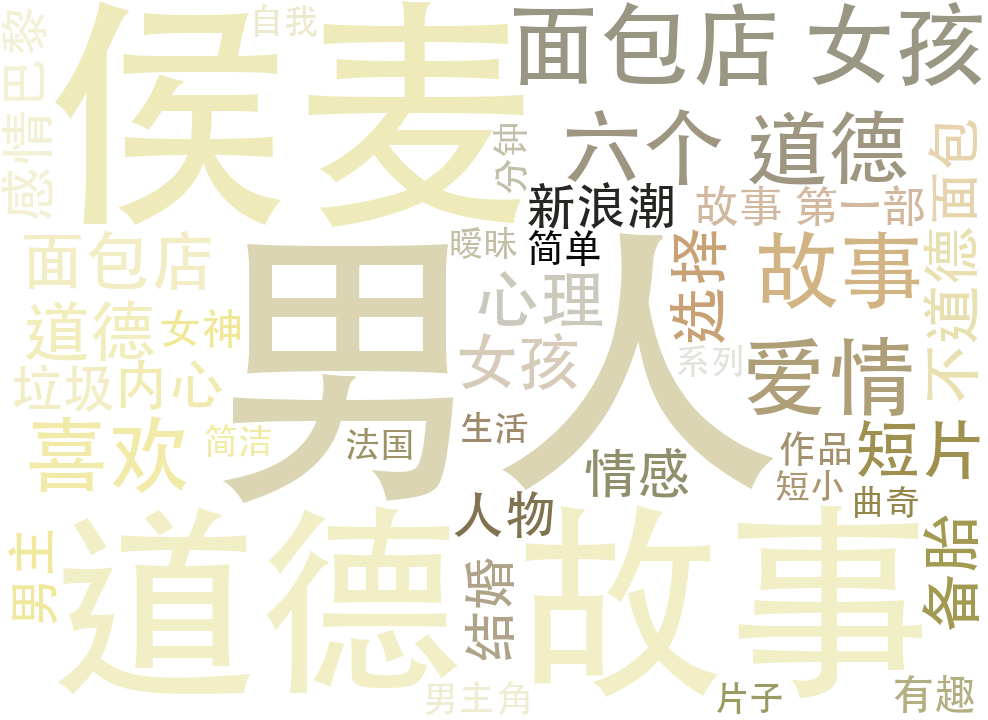 侯麦
自我
面包店 女孩
感情巴黎
分钟
六个 道德
不道德面包
新浪潮
故事 第一部
面包店
暧昧
简单
男人
选择
故事
道德
女神
心理
女孩
系列
爱情
垃圾
内心
喜欢
简洁
法国
生活
情感
作品
短片
短小
曲奇
人物
道德故事
男主
结婚
备胎
男主角
片子
有趣